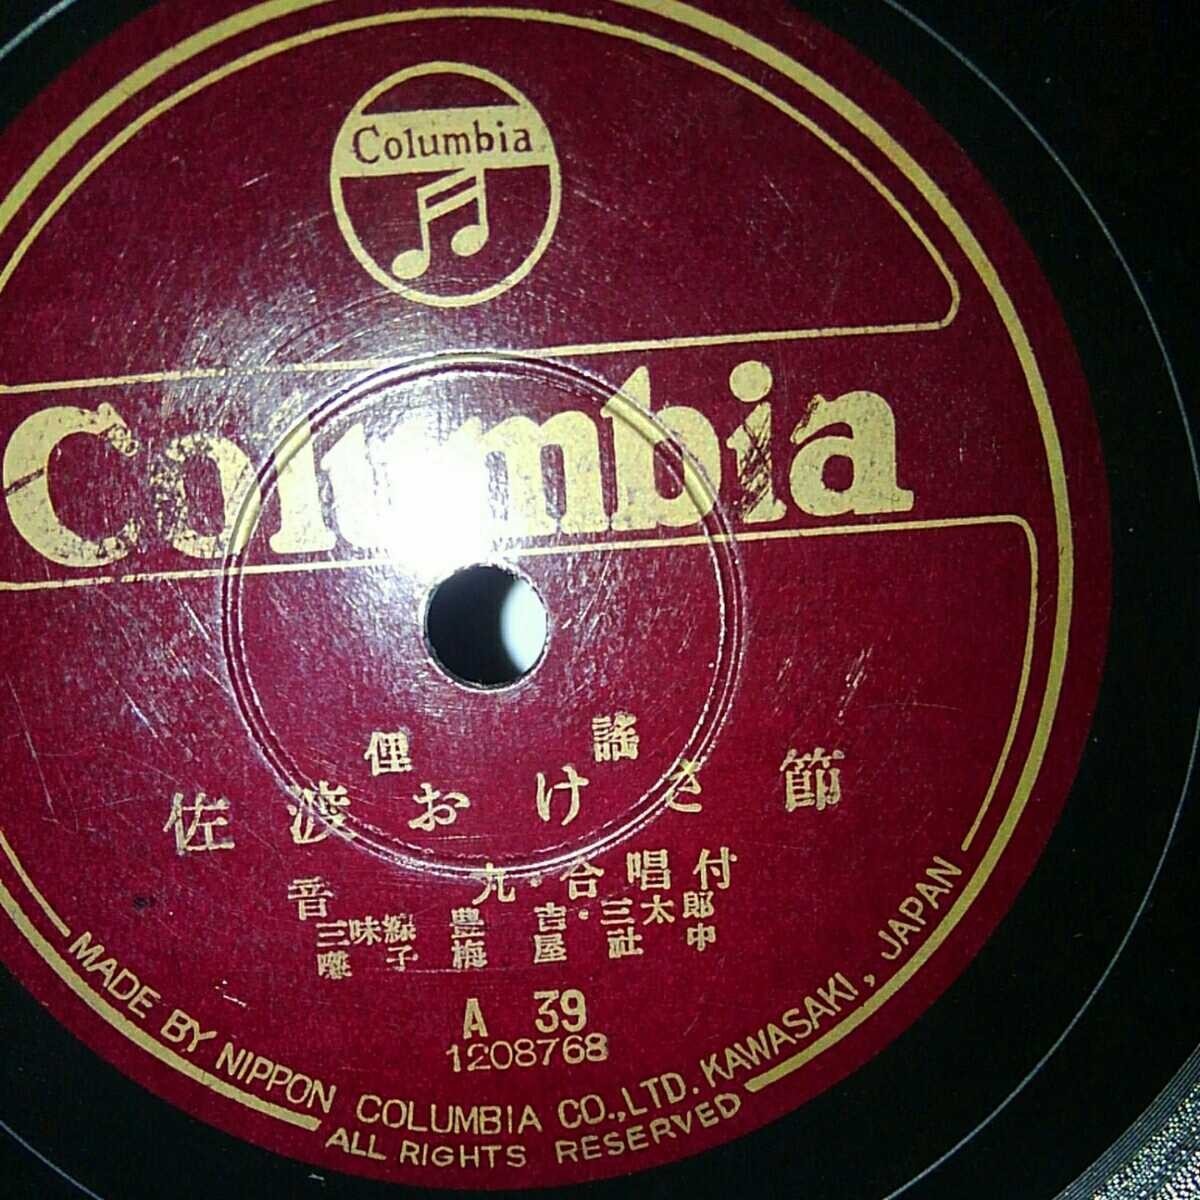 Columbia
Columbia
俚謡
佐渡おけさ節
音丸・合唱付
三味線 豊吉・三太郎
囃子 梅屋社中
A 39
1208768
MADE BY NIPPON COLUMBIA CO.,LTD. KAWASAKI, JAPAN
ALL RIGHTS RESERVED